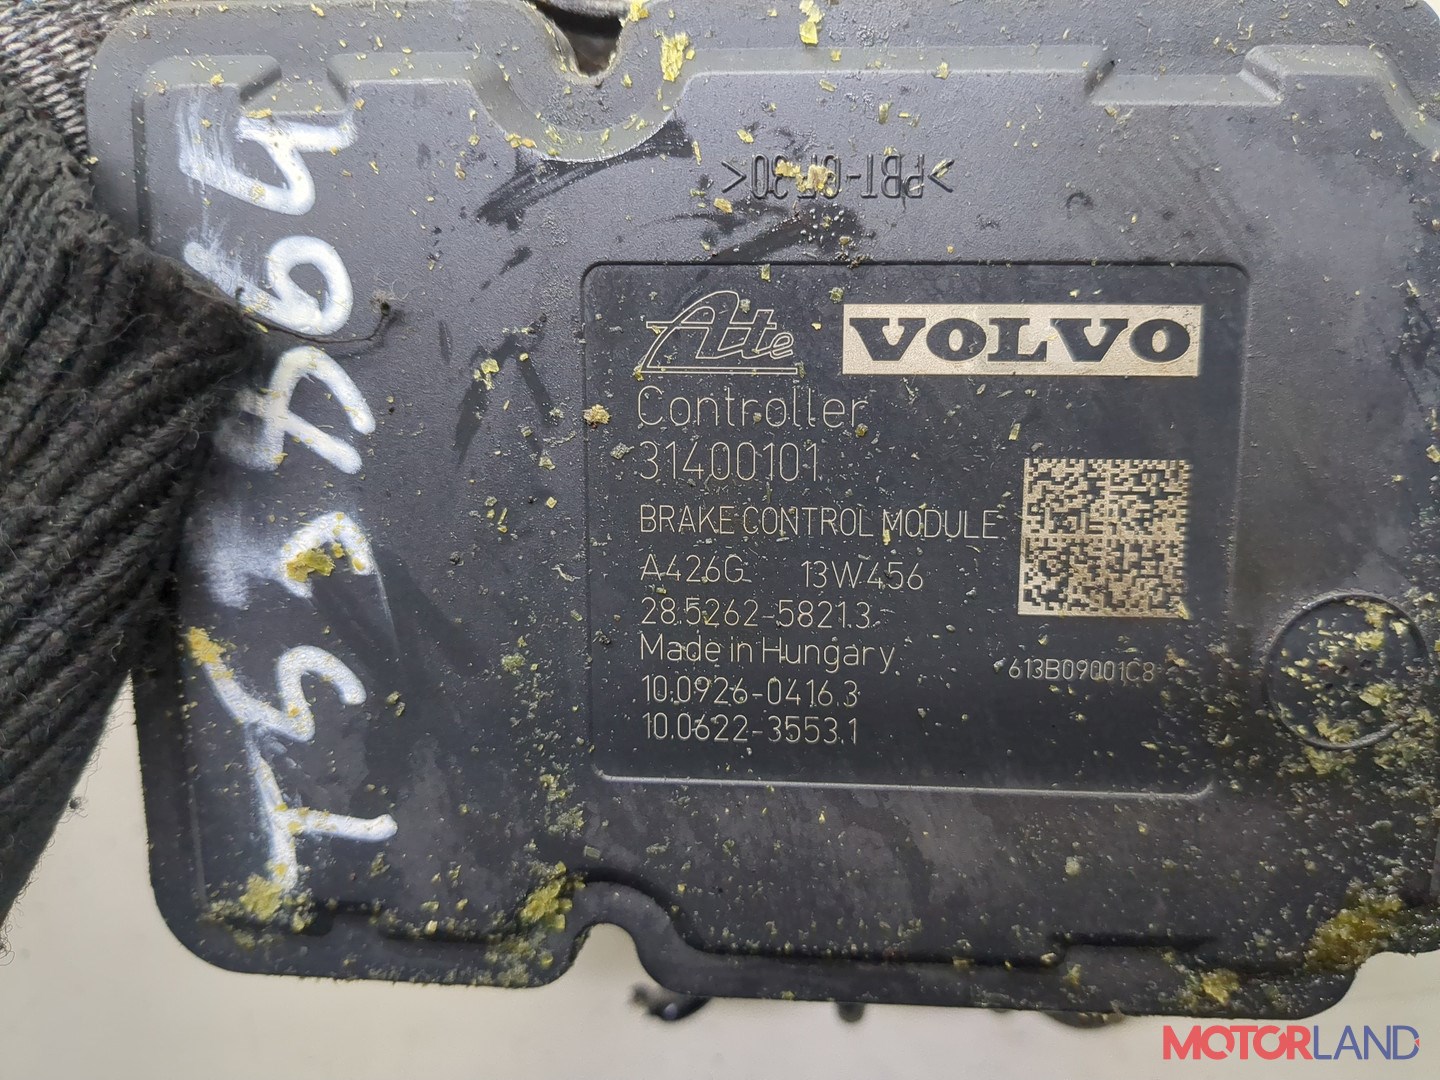 >PBT-GF30<
Ate VOLVO
Controller
31400101
BRAKE CONTROL MODULE
A426G 13W456
28.5262-5821.3
Made in Hungary
613B09001C8
10.0926-0416.3
10.0622-3553.1
MOTORLAND